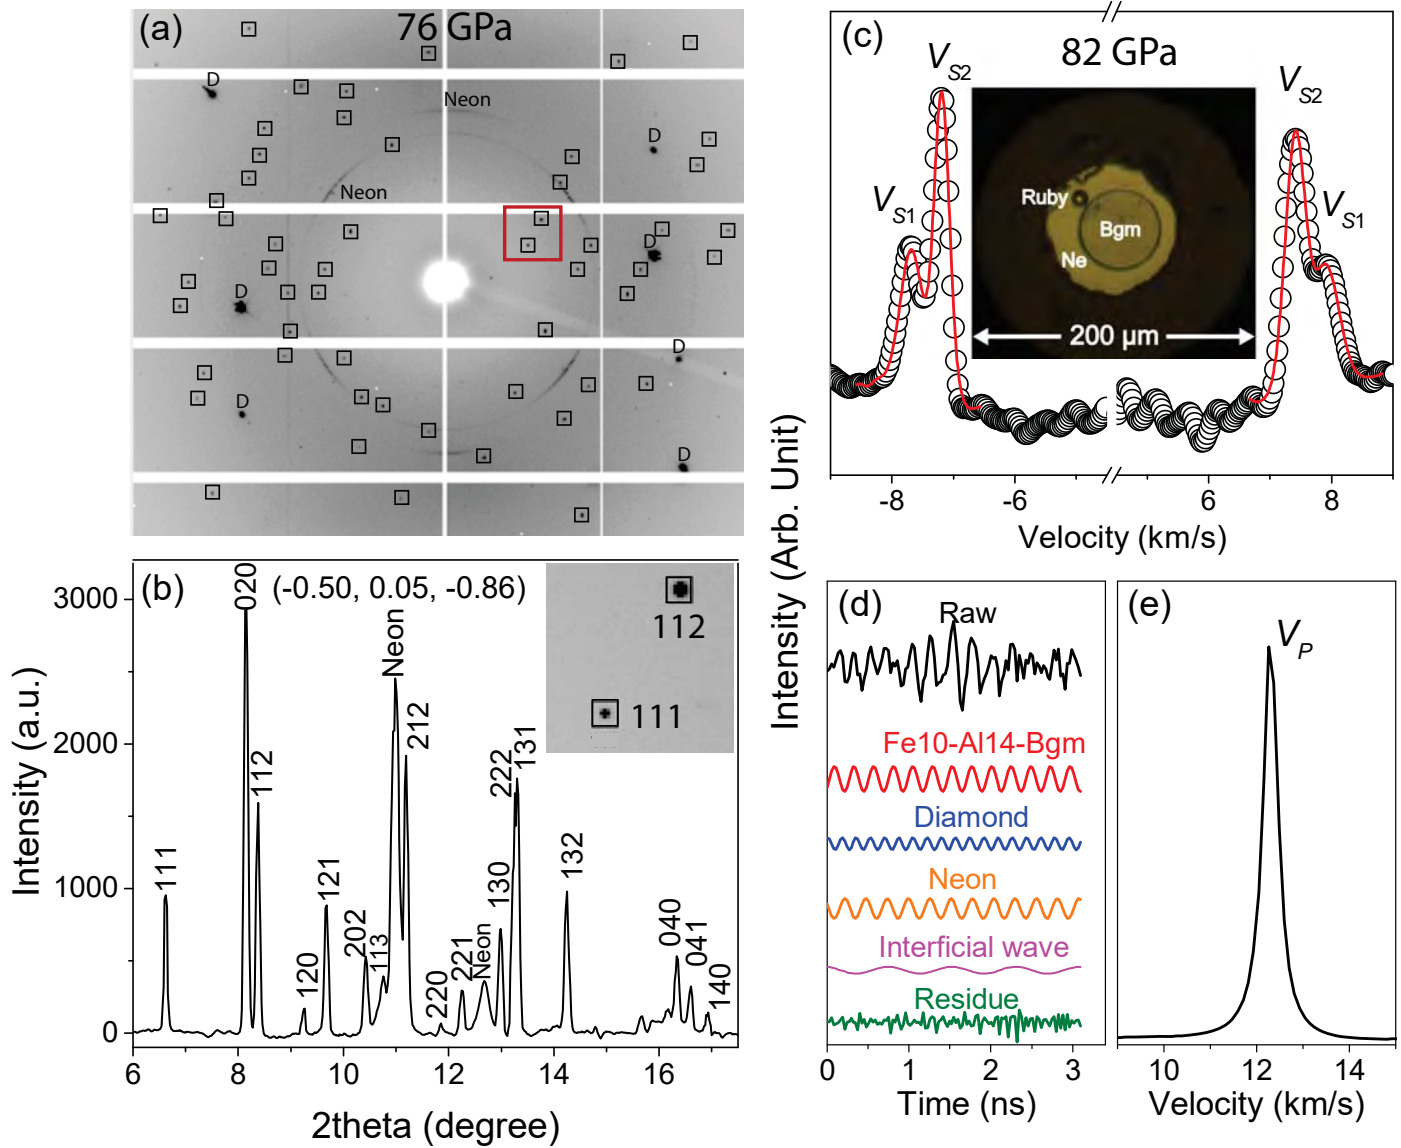 (a)
76 GPa
D
Neon
D
Neon
D
D
D
D
D
(b)
(-0.50, 0.05, -0.86)
112
111
Intensity (a.u.)
3000
2000
1000
0
111
020
112
120
121
202
113
Neon
212
220
221
Neon
130
222
131
132
040
041
140
6
8
10
12
14
16
2theta (degree)
(c)
82 GPa
VS2
VS1
VS2
VS1
Ruby
Bgm
Ne
200 µm
-8
-6
6
8
Velocity (km/s)
Intensity (Arb. Unit)
(d)
Raw
Fe10-Al14-Bgm
Diamond
Neon
Interficial wave
Residue
0
1
2
3
Time (ns)
(e)
VP
10
12
14
Velocity (km/s)